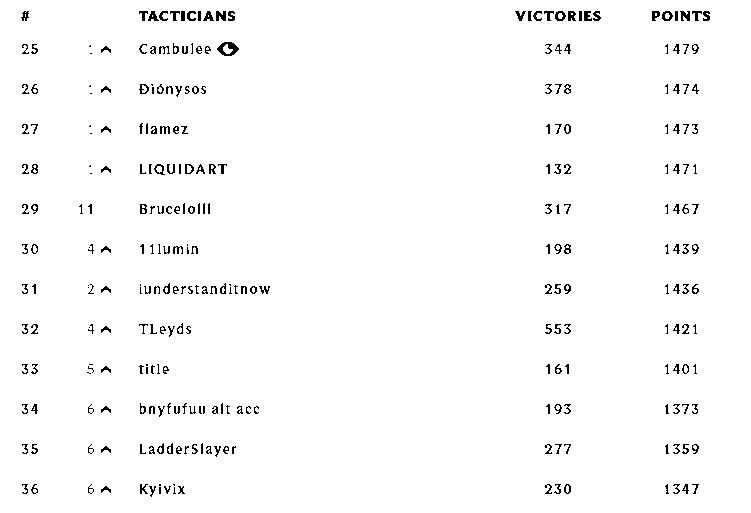 # TACTICIANS VICTORIES POINTS
25 1 Cambulee 344 1479
26 1 Dìónysos 378 1474
27 1 flamez 170 1473
28 1 LIQUIDART 132 1471
29 11 Brucelolll 317 1467
30 4 11lumin 198 1439
31 2 iunderstanditnow 259 1436
32 4 TLeyds 553 1421
33 5 title 161 1401
34 6 bnyfufuu alt acc 193 1373
35 6 LadderSlayer 277 1359
36 6 Kyivix 230 1347